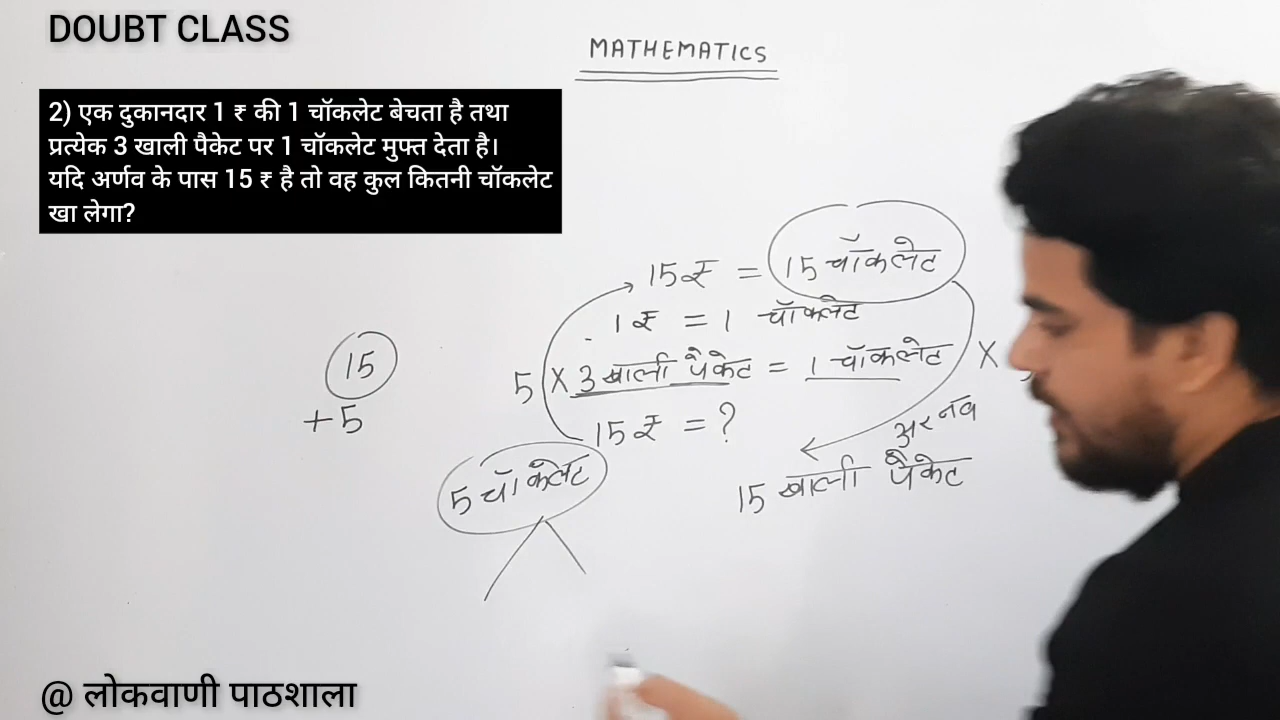 DOUBT CLASS
MATHEMATICS
2) एक दुकानदार 1 ₹ की 1 चॉकलेट बेचता है तथा
प्रत्येक 3 खाली पैकेट पर 1 चॉकलेट मुफ्त देता है।
यदि अर्णव के पास 15 ₹ है तो वह कुल कितनी चॉकलेट
खा लेगा?
15₹ = 15 चॉकलेट
1₹ = 1 चॉकलेट
5 × 3 खाली पैकेट = 1 चॉकलेट ×
15₹ = ?
अरनव
15 खाली पैकेट
5 चॉकलेट
15
+5
@ लोकवाणी पाठशाला